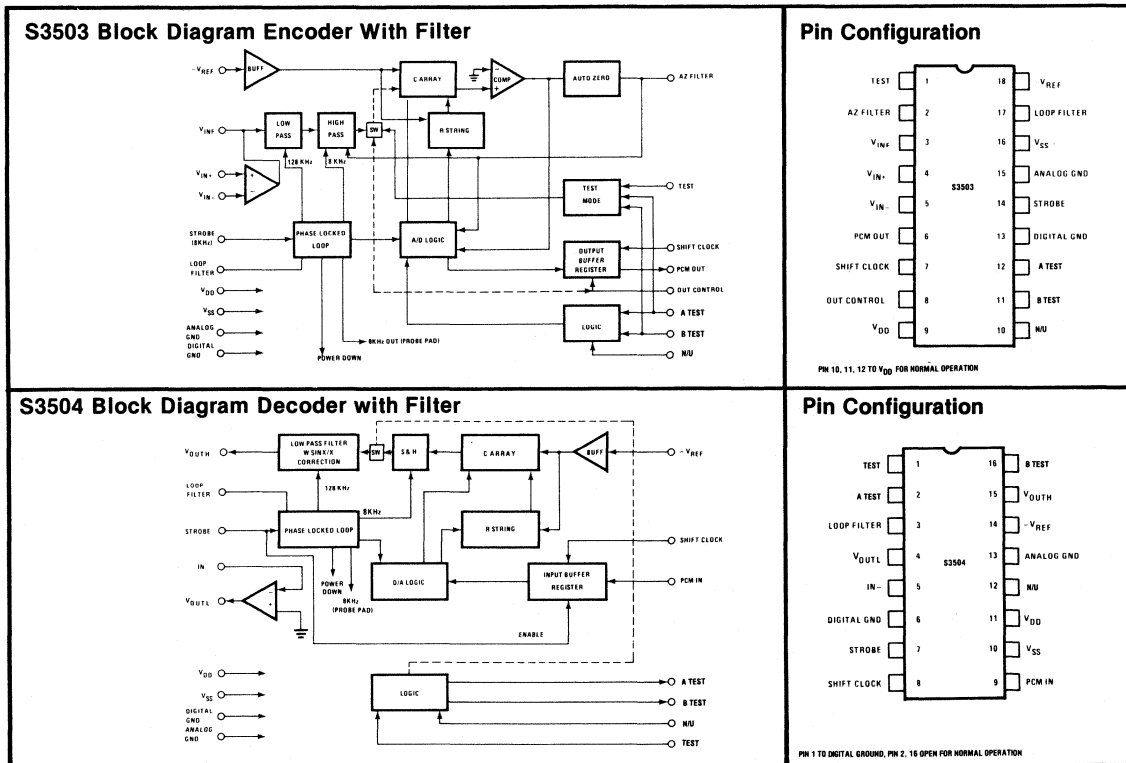 S3503 Block Diagram Encoder With Filter
-VREF
BUFF
C ARRAY
COMP
-
+
AUTO ZERO
AZ FILTER
R STRING
VINF
LOW PASS
HIGH PASS
SW
128 KHz
8 KHz
VIN+
VIN-
+
-
TEST MODE
TEST
STROBE (8KHz)
PHASE LOCKED LOOP
A/D LOGIC
OUTPUT BUFFER REGISTER
SHIFT CLOCK
PCM OUT
OUT CONTROL
LOOP FILTER
VDD
VSS
ANALOG GND
DIGITAL GND
LOGIC
A TEST
B TEST
N/U
8KHz OUT (PROBE PAD)
POWER DOWN
Pin Configuration
TEST 1 18 VREF
AZ FILTER 2 17 LOOP FILTER
VINF 3 16 VSS
VIN+ 4 15 ANALOG GND
S3503
VIN- 5 14 STROBE
PCM OUT 6 13 DIGITAL GND
SHIFT CLOCK 7 12 A TEST
OUT CONTROL 8 11 B TEST
VDD 9 10 N/U
PIN 10, 11, 12 TO VDD FOR NORMAL OPERATION
S3504 Block Diagram Decoder with Filter
VOUTH
LOW PASS FILTER
W SINX/X
CORRECTION
SW
S & H
C ARRAY
BUFF
- VREF
LOOP FILTER
128 KHz
8KHz
STROBE
PHASE LOCKED LOOP
R STRING
SHIFT CLOCK
IN
POWER DOWN
8KHz
(PROBE PAD)
D/A LOGIC
INPUT BUFFER REGISTER
PCM IN
VOUTL
-
+
ENABLE
VDD
VSS
DIGITAL GND
ANALOG GND
LOGIC
A TEST
B TEST
N/U
TEST
Pin Configuration
TEST 1 16 B TEST
A TEST 2 15 VOUTH
LOOP FILTER 3 14 -VREF
VOUTL 4 13 ANALOG GND
S3504
IN- 5 12 N/U
DIGITAL GND 6 11 VDD
STROBE 7 10 VSS
SHIFT CLOCK 8 9 PCM IN
PIN 1 TO DIGITAL GROUND, PIN 2, 16 OPEN FOR NORMAL OPERATION